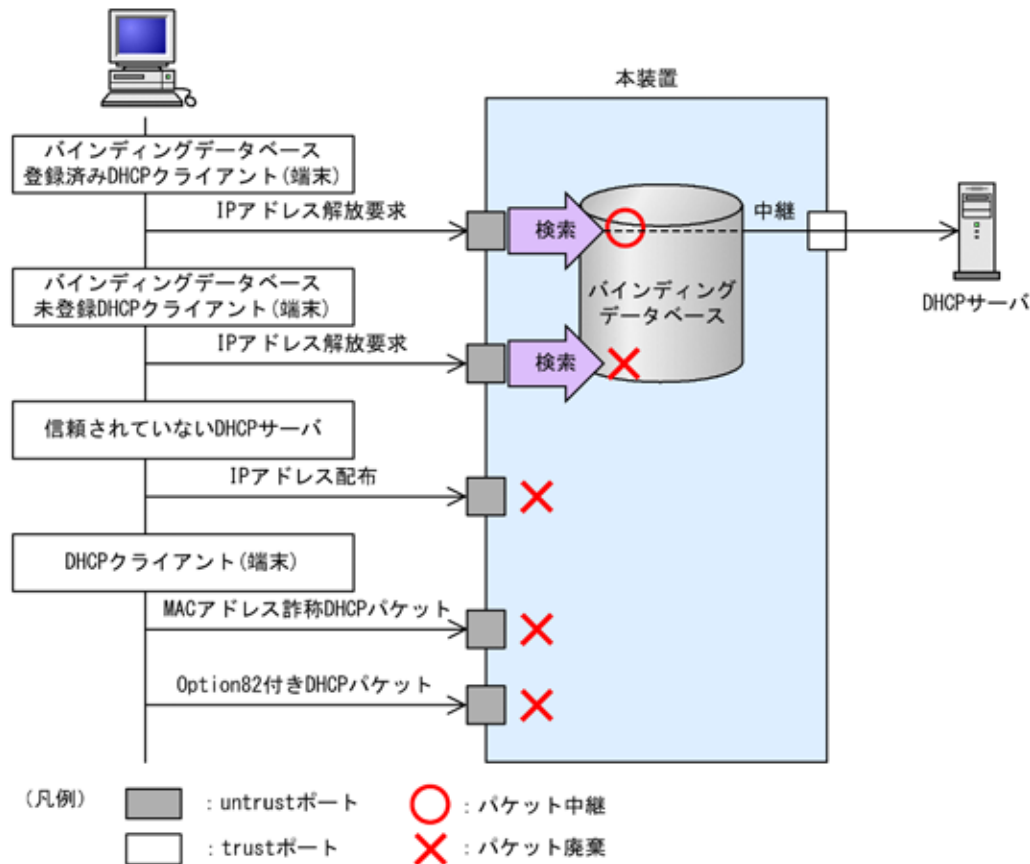 本装置
バインディングデータベース
登録済みDHCPクライアント(端末)
IPアドレス解放要求
検索
中継
バインディング
データベース
DHCPサーバ
バインディングデータベース
未登録DHCPクライアント(端末)
IPアドレス解放要求
検索
信頼されていないDHCPサーバ
IPアドレス配布
DHCPクライアント(端末)
MACアドレス詐称DHCPパケット
Option82付きDHCPパケット
(凡例)
:untrustポート
:パケット中継
:trustポート
:パケット廃棄